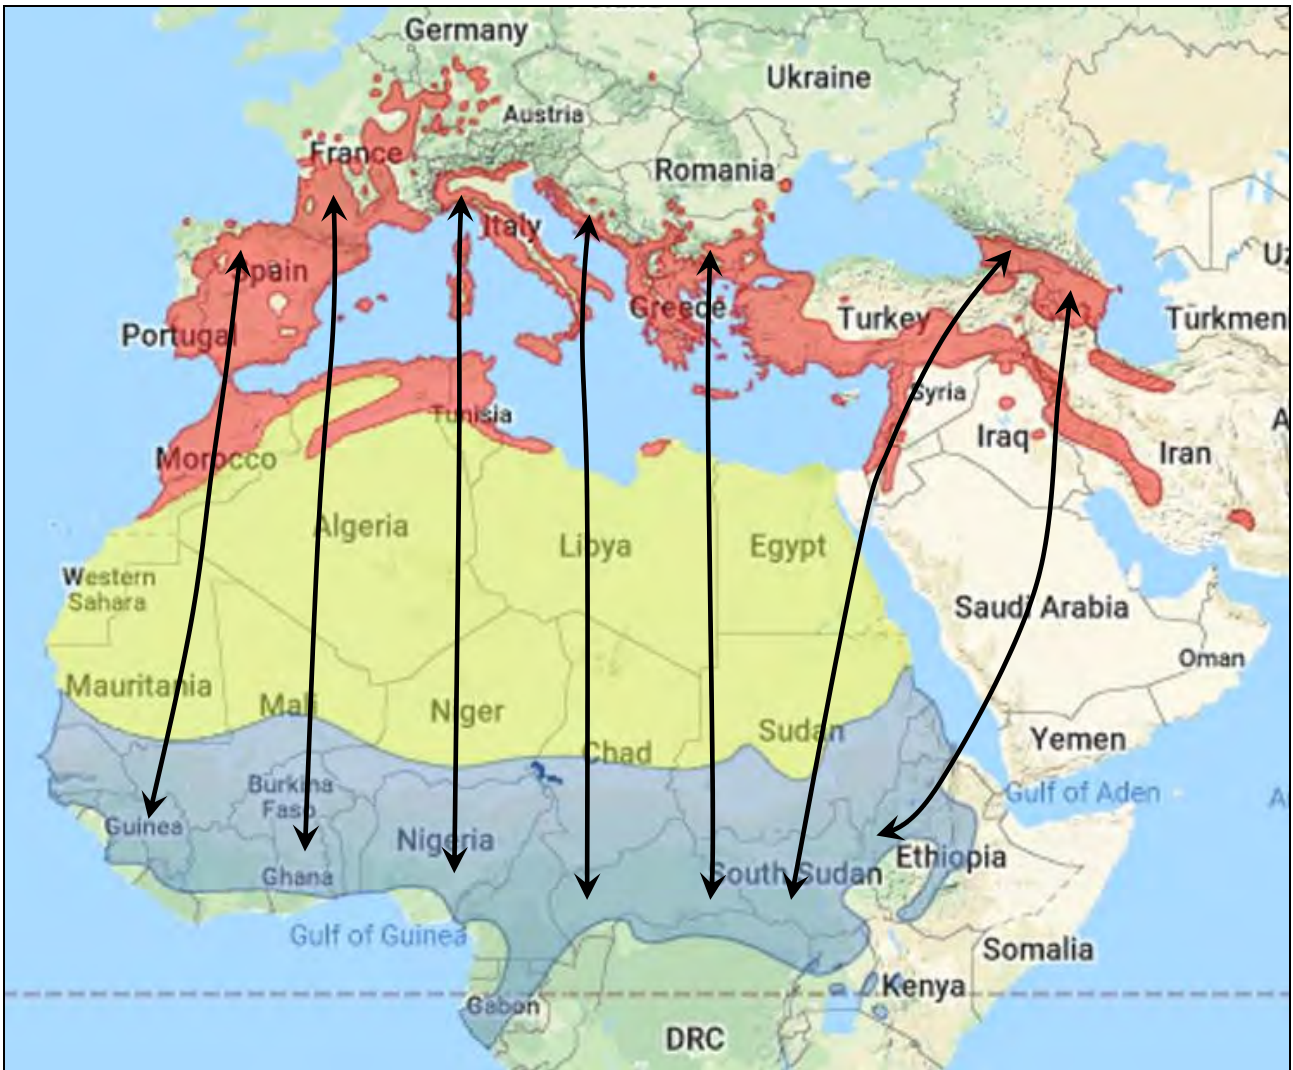 Germany
Ukraine
Austria
France
Romania
Italy
Uz
Spain
Greece
Portugal
Turkey
Türkmen
Syria
Tunisia
A
Iraq
Iran
Morocco
Algeria
Libya
Egypt
Western
Sahara
Saudi Arabia
Oman
Mauritania
Mali
Niger
Sudan
Yemen
Chad
Burkina
Faso
Gulf of Aden
A
Guinea
Nigeria
Ethiopia
Ghana
South Sudan
Gulf of Guinea
Somalia
Kenya
Gabon
DRC